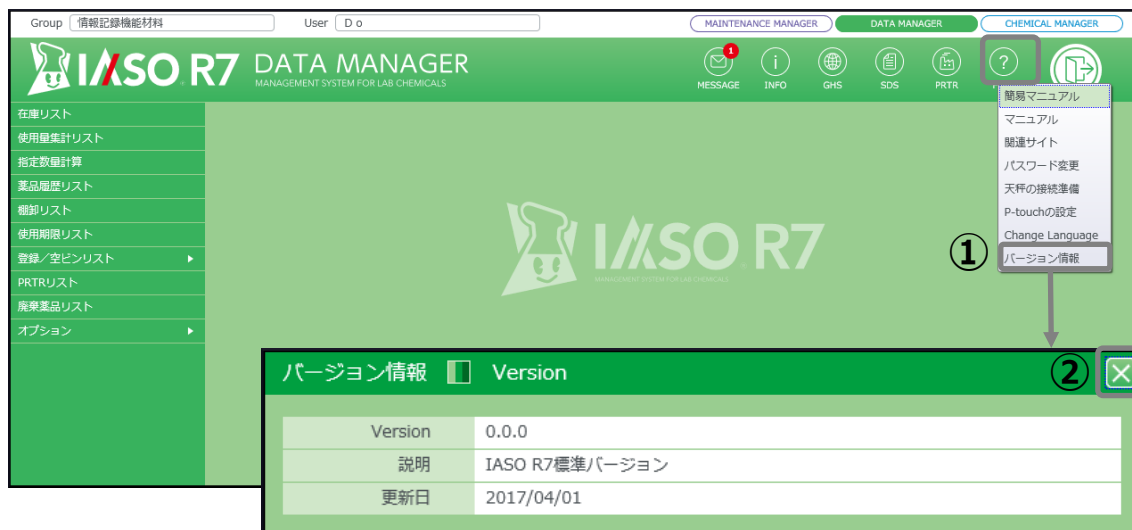 Group 情報記録機能材料 User D o MAINTENANCE MANAGER DATA MANAGER CHEMICAL MANAGER
IASO R7 DATA MANAGER
MANAGEMENT SYSTEM FOR LAB CHEMICALS
1
MESSAGE INFO GHS SDS PRTR
?
簡易マニュアル
マニュアル
関連サイト
パスワード変更
天秤の接続準備
P-touchの設定
Change Language
バージョン情報
①
在庫リスト
使用量集計リスト
指定数量計算
薬品履歴リスト
棚卸リスト
使用期限リスト
登録/空ビンリスト
PRTRリスト
廃棄薬品リスト
オプション
IASO R7
MANAGEMENT SYSTEM FOR LAB CHEMICALS
バージョン情報 Version
②
Version 0.0.0
説明 IASO R7標準バージョン
更新日 2017/04/01